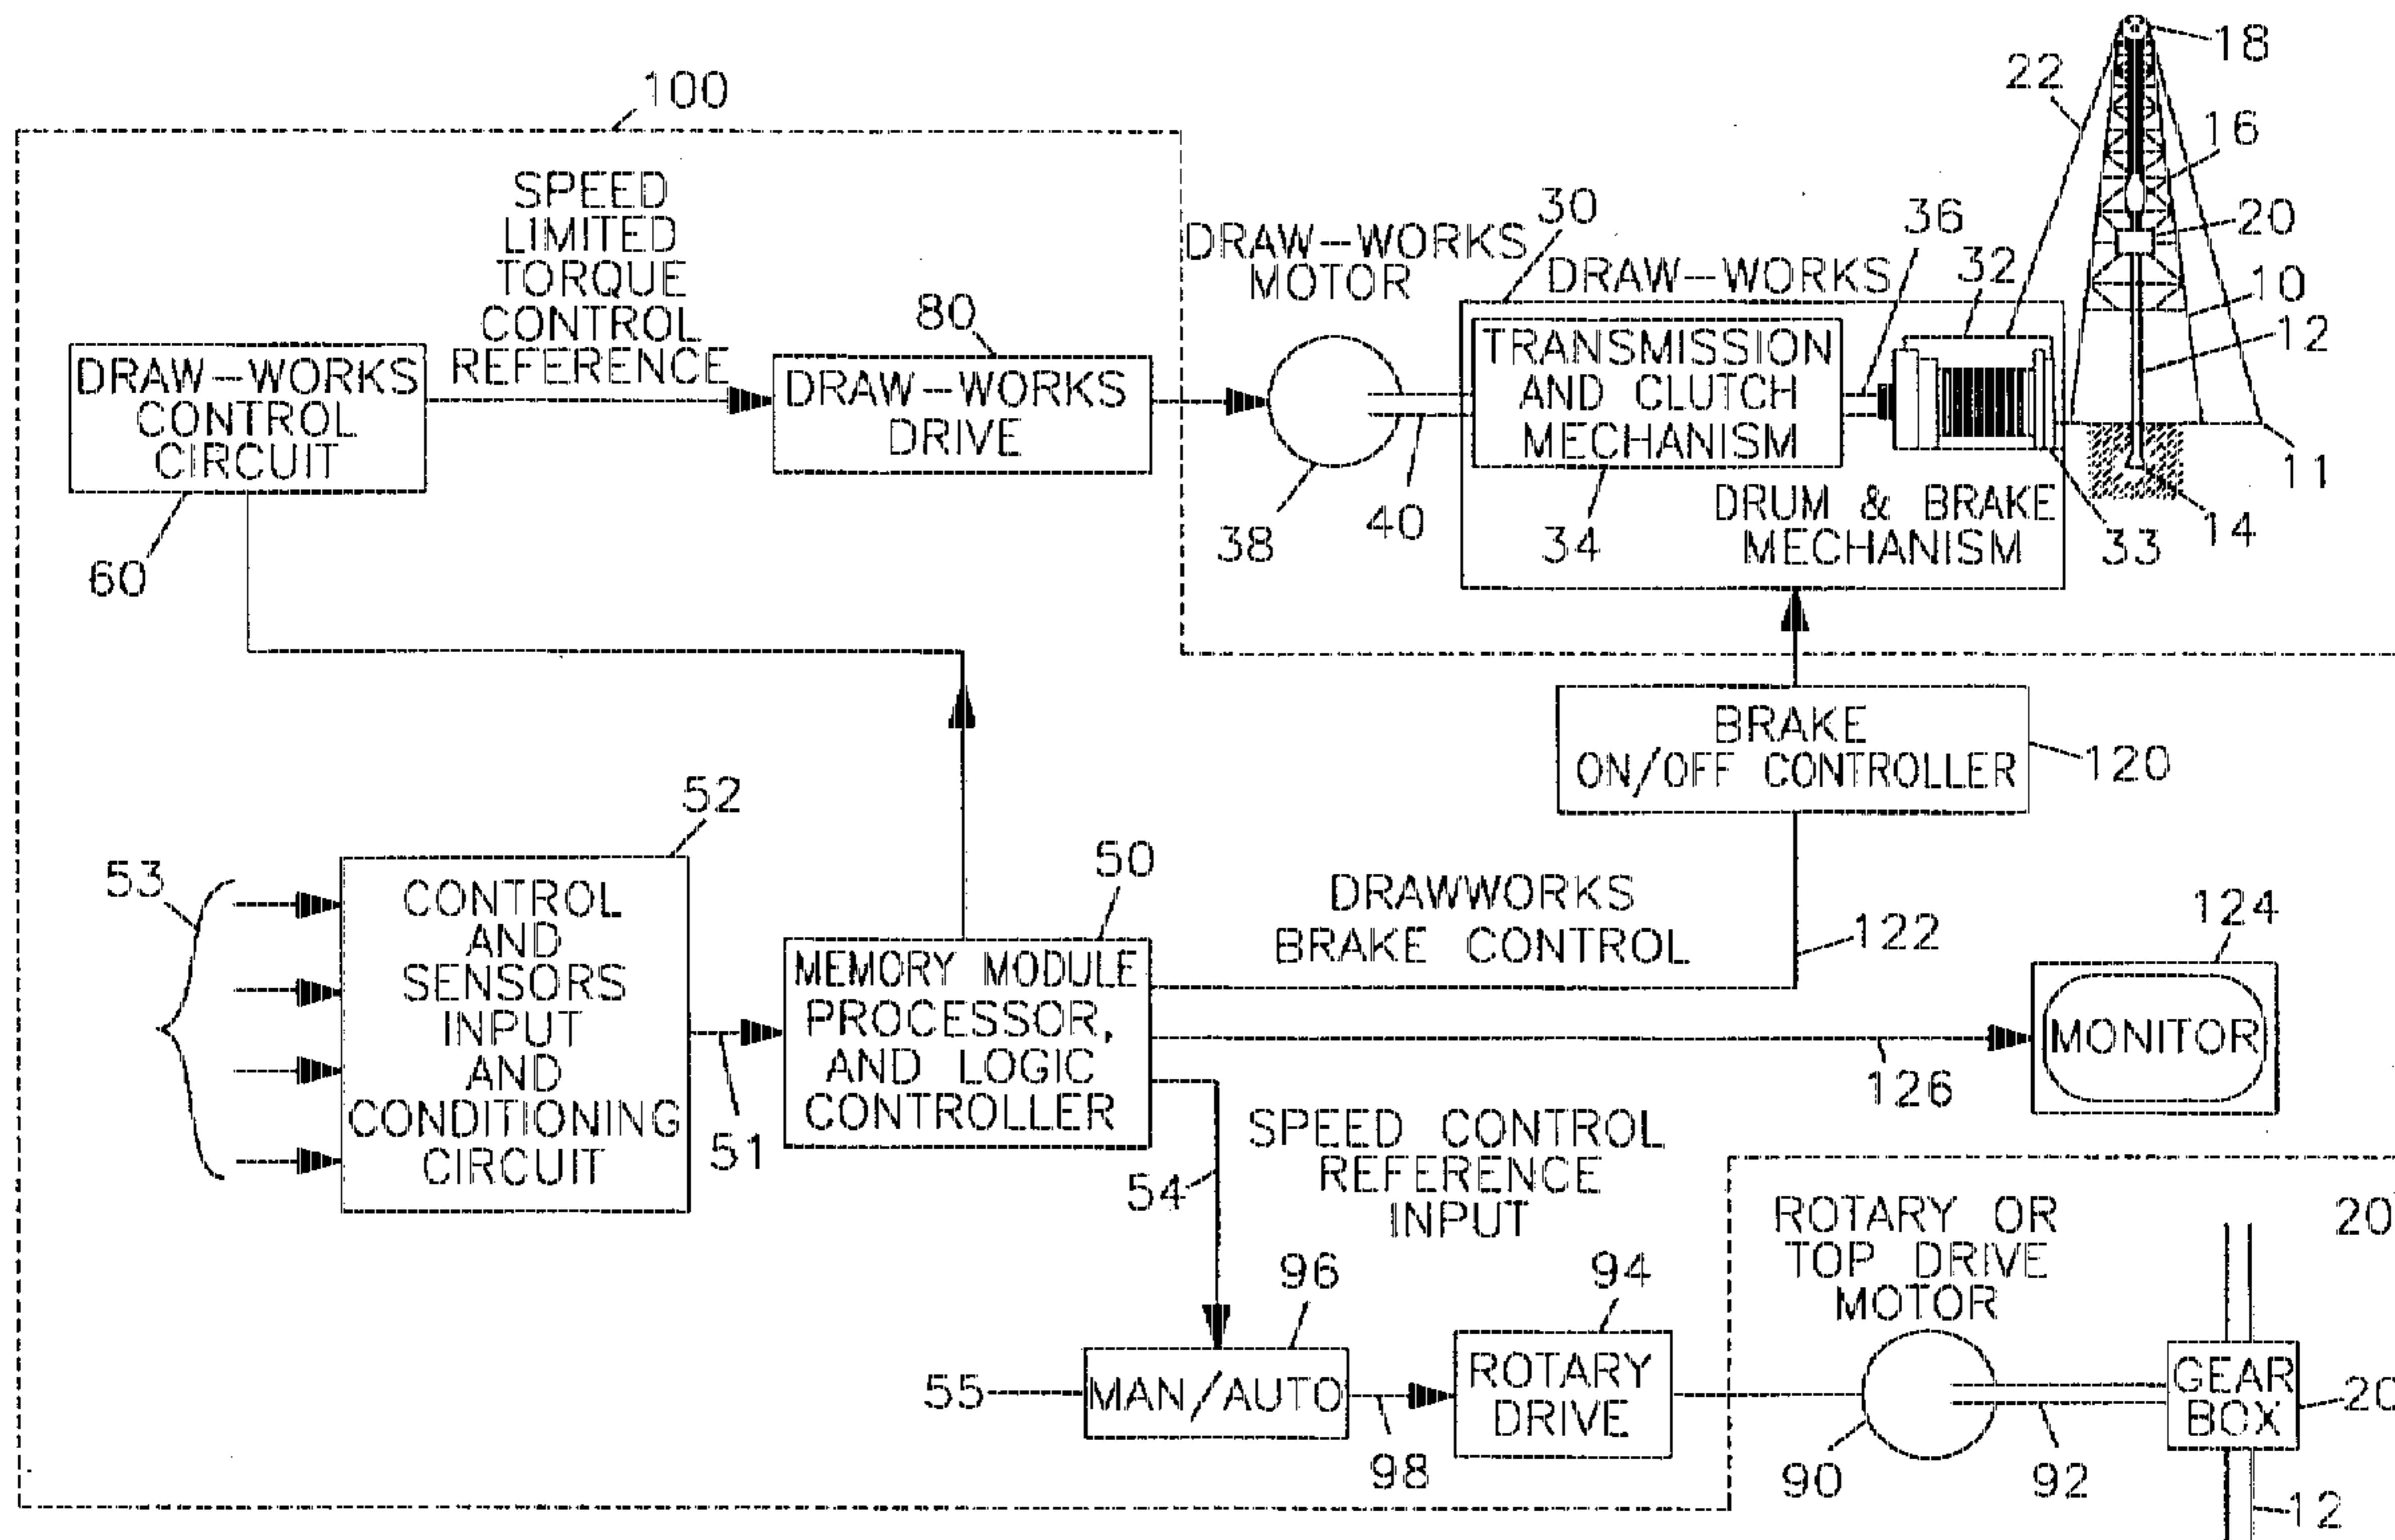 100
18
22
16
SPEED
LIMITED
TORQUE
CONTROL
REFERENCE
30
36
20
DRAW-WORKS
MOTOR
DRAW-WORKS
32
10
80
12
DRAW-WORKS
CONTROL
CIRCUIT
DRAW-WORKS
DRIVE
TRANSMISSION
AND CLUTCH
MECHANISM
11
60
38
40
34
DRUM & BRAKE
MECHANISM
33
14
BRAKE
ON/OFF CONTROLLER
120
52
53
CONTROL
AND
SENSORS
INPUT
AND
CONDITIONING
CIRCUIT
50
DRAWWORKS
BRAKE CONTROL
122
124
MEMORY MODULE
PROCESSOR,
AND LOGIC
CONTROLLER
MONITOR
126
51
54
SPEED CONTROL
REFERENCE
INPUT
96
94
ROTARY OR
TOP DRIVE
MOTOR
20
55
MAN/AUTO
98
ROTARY
DRIVE
90
92
GEAR
BOX
20
12